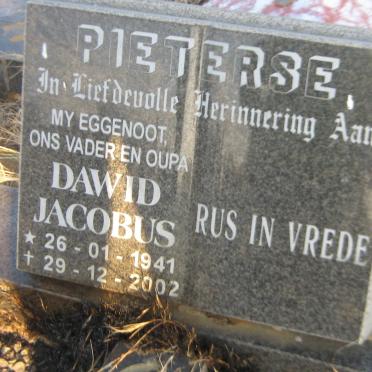 PIETERSE
In Liefdevolle Herinnering Aan
MY EGGENOOT,
ONS VADER EN OUPA
DAWID
JACOBUS
★ 26 - 01 - 1941
✝ 29 - 12 - 2002
RUS IN VREDE